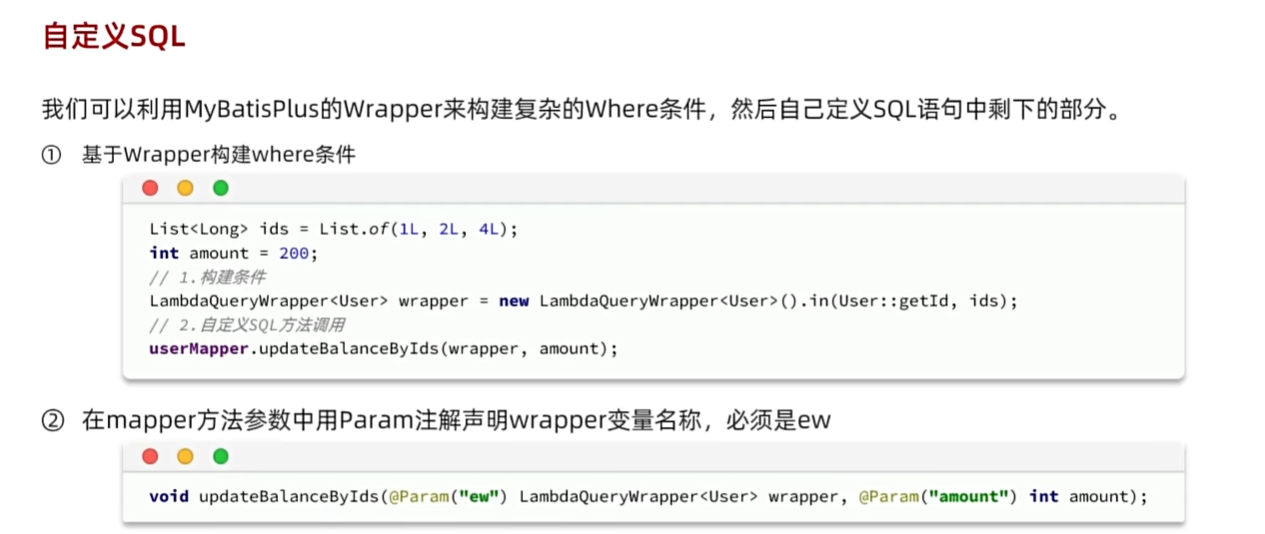 自定义SQL
我们可以利用MyBatisPlus的Wrapper来构建复杂的Where条件，然后自己定义SQL语句中剩下的部分。
① 基于Wrapper构建where条件
List<Long> ids = List.of(1L, 2L, 4L);
int amount = 200;
// 1.构建条件
LambdaQueryWrapper<User> wrapper = new LambdaQueryWrapper<User>().in(User::getId, ids);
// 2.自定义SQL方法调用
userMapper.updateBalanceByIds(wrapper, amount);
② 在mapper方法参数中用Param注解声明wrapper变量名称，必须是ew
void updateBalanceByIds(@Param("ew") LambdaQueryWrapper<User> wrapper, @Param("amount") int amount);